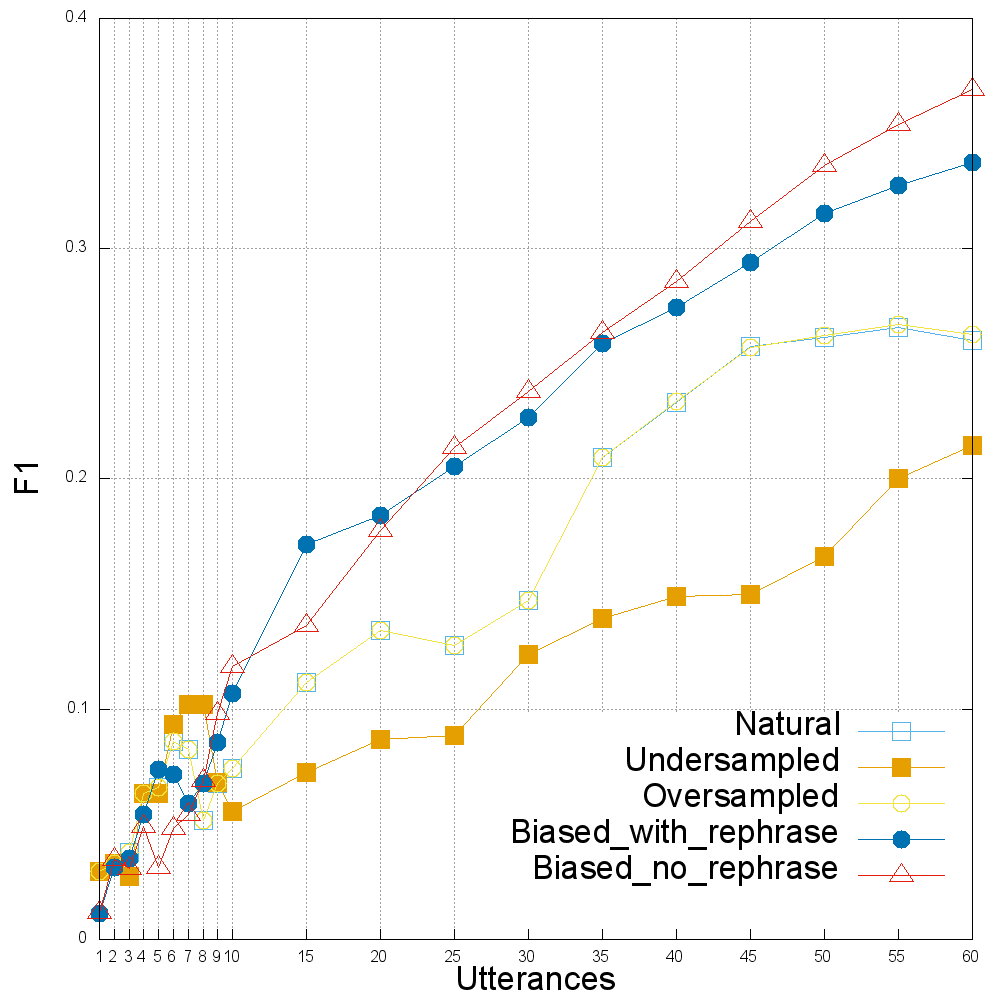 0.4
0.3
0.2
0.1
0
F1
Natural
Undersampled
Oversampled
Biased_with_rephrase
Biased_no_rephrase
1 2 3 4 5 6 7 8 9 10 15 20 25 30 35 40 45 50 55 60
Utterances